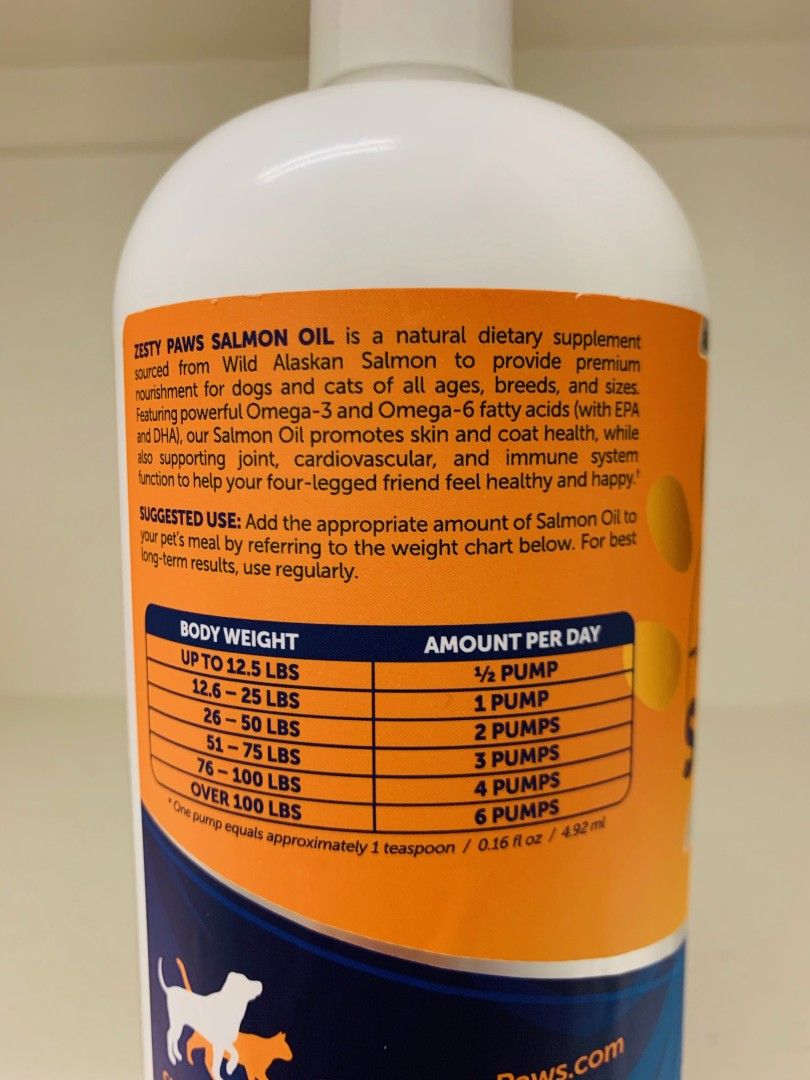 ZESTY PAWS SALMON OIL is a natural dietary supplement
sourced from Wild Alaskan Salmon to provide premium
nourishment for dogs and cats of all ages, breeds, and sizes.
Featuring powerful Omega-3 and Omega-6 fatty acids (with EPA
and DHA), our Salmon Oil promotes skin and coat health, while
also supporting joint, cardiovascular, and immune system
function to help your four-legged friend feel healthy and happy.†
SUGGESTED USE: Add the appropriate amount of Salmon Oil to
your pet's meal by referring to the weight chart below. For best
long-term results, use regularly.
BODY WEIGHT AMOUNT PER DAY
UP TO 12.5 LBS ½ PUMP
12.6 – 25 LBS 1 PUMP
26 – 50 LBS 2 PUMPS
51 – 75 LBS 3 PUMPS
76 – 100 LBS 4 PUMPS
OVER 100 LBS 6 PUMPS
* One pump equals approximately 1 teaspoon / 0.16 fl oz / 4.92 ml
Paws.com